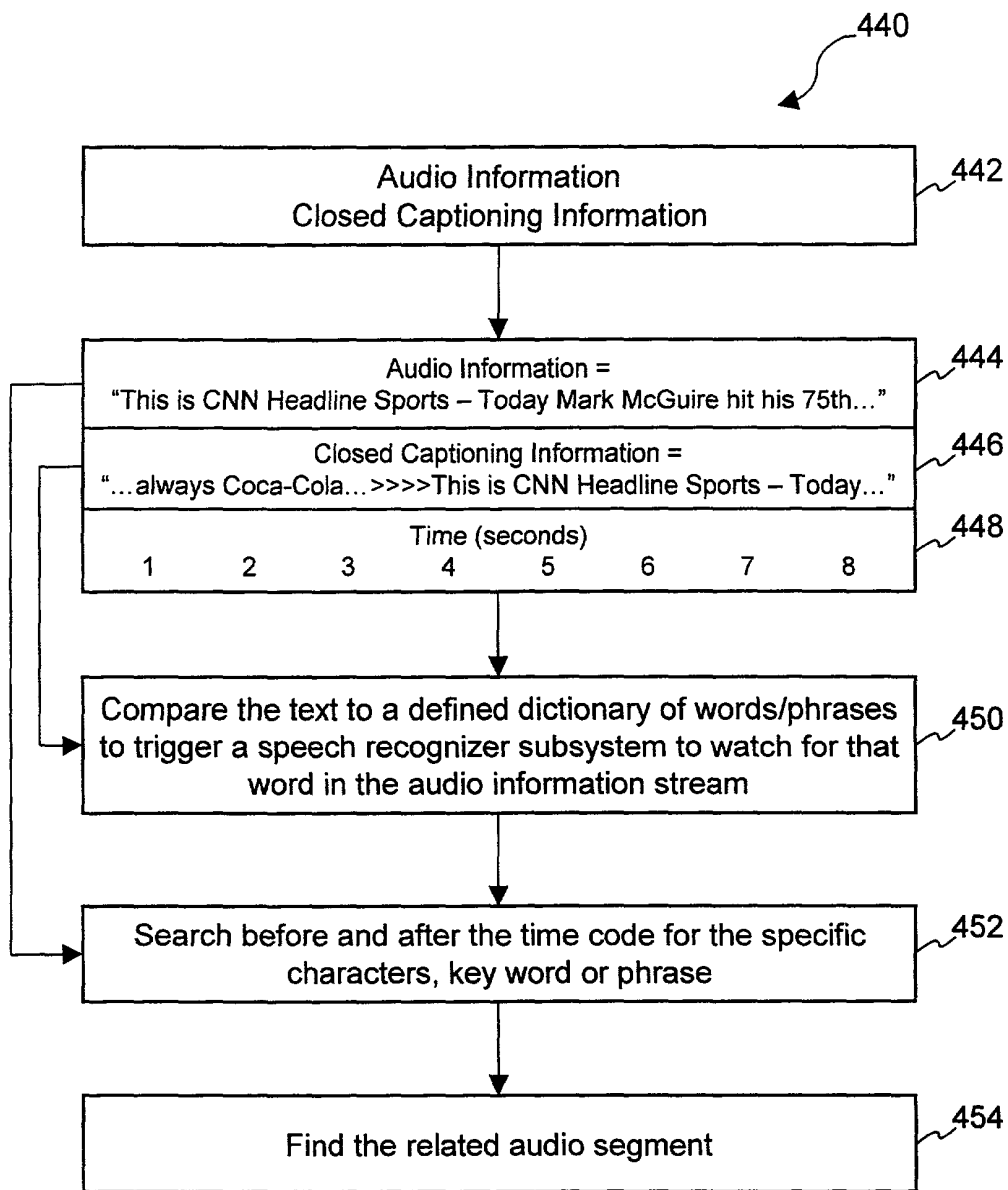 440
Audio Information
Closed Captioning Information
442
Audio Information =
“This is CNN Headline Sports – Today Mark McGuire hit his 75th...”
444
Closed Captioning Information =
“...always Coca-Cola... >>>>This is CNN Headline Sports – Today...”
446
Time (seconds)
1 2 3 4 5 6 7 8
448
Compare the text to a defined dictionary of words/phrases
to trigger a speech recognizer subsystem to watch for that
word in the audio information stream
450
Search before and after the time code for the specific
characters, key word or phrase
452
Find the related audio segment
454